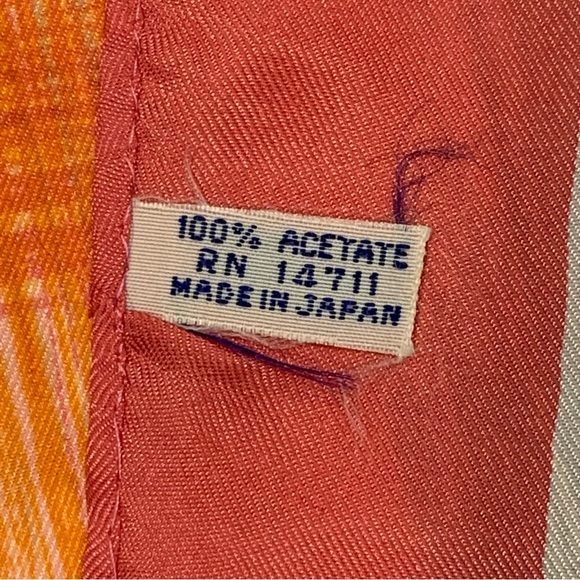 100% ACETATE
RN 14711
MADE IN JAPAN